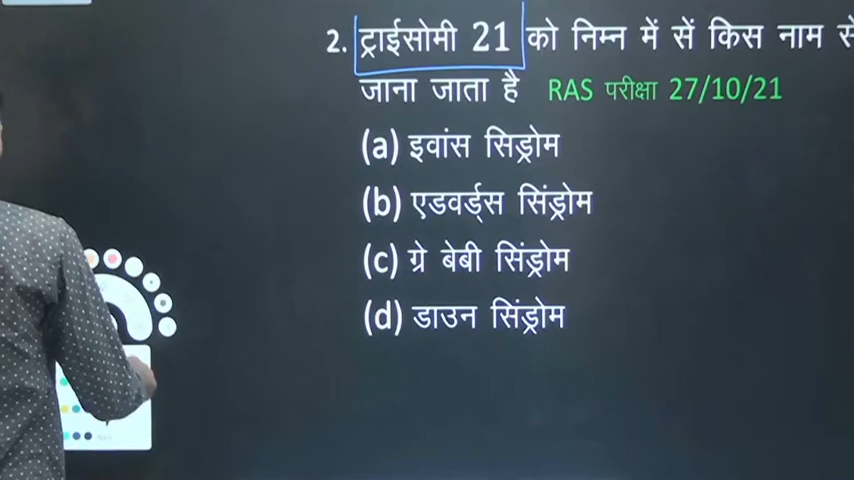 2. ट्राईसोमी 21 को निम्न में सें किस नाम से
जाना जाता है RAS परीक्षा 27/10/21
(a) इवांस सिड्रोम
(b) एडवर्ड्स सिंड्रोम
(c) ग्रे बेबी सिंड्रोम
(d) डाउन सिंड्रोम